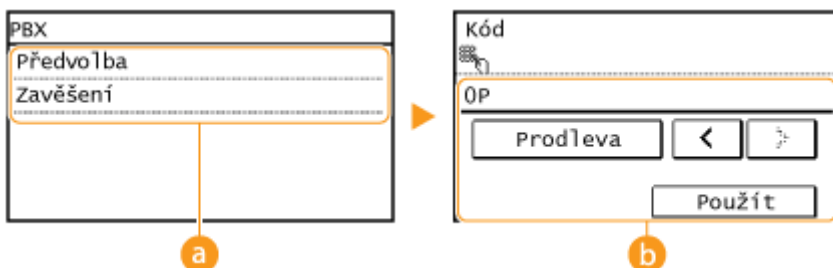 PBX
Předvolba
Zavěšení
a
Kód
0P
Prodleva
Použít
b